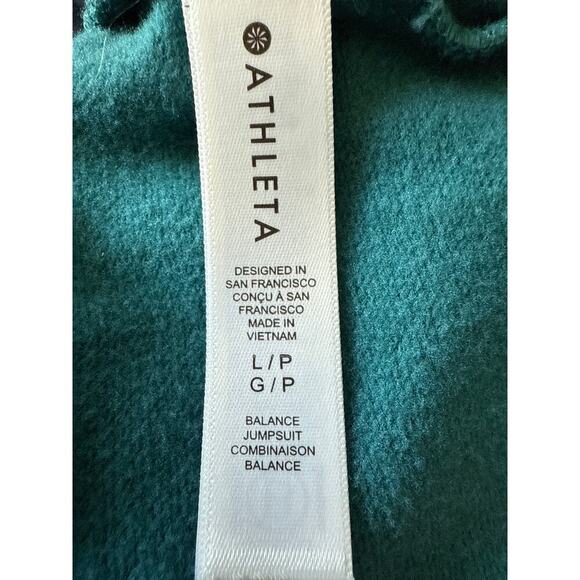 ATHLETA
DESIGNED IN
SAN FRANCISCO
CONÇU À SAN
FRANCISCO
MADE IN
VIETNAM
L / P
G / P
BALANCE
JUMPSUIT
COMBINAISON
BALANCE